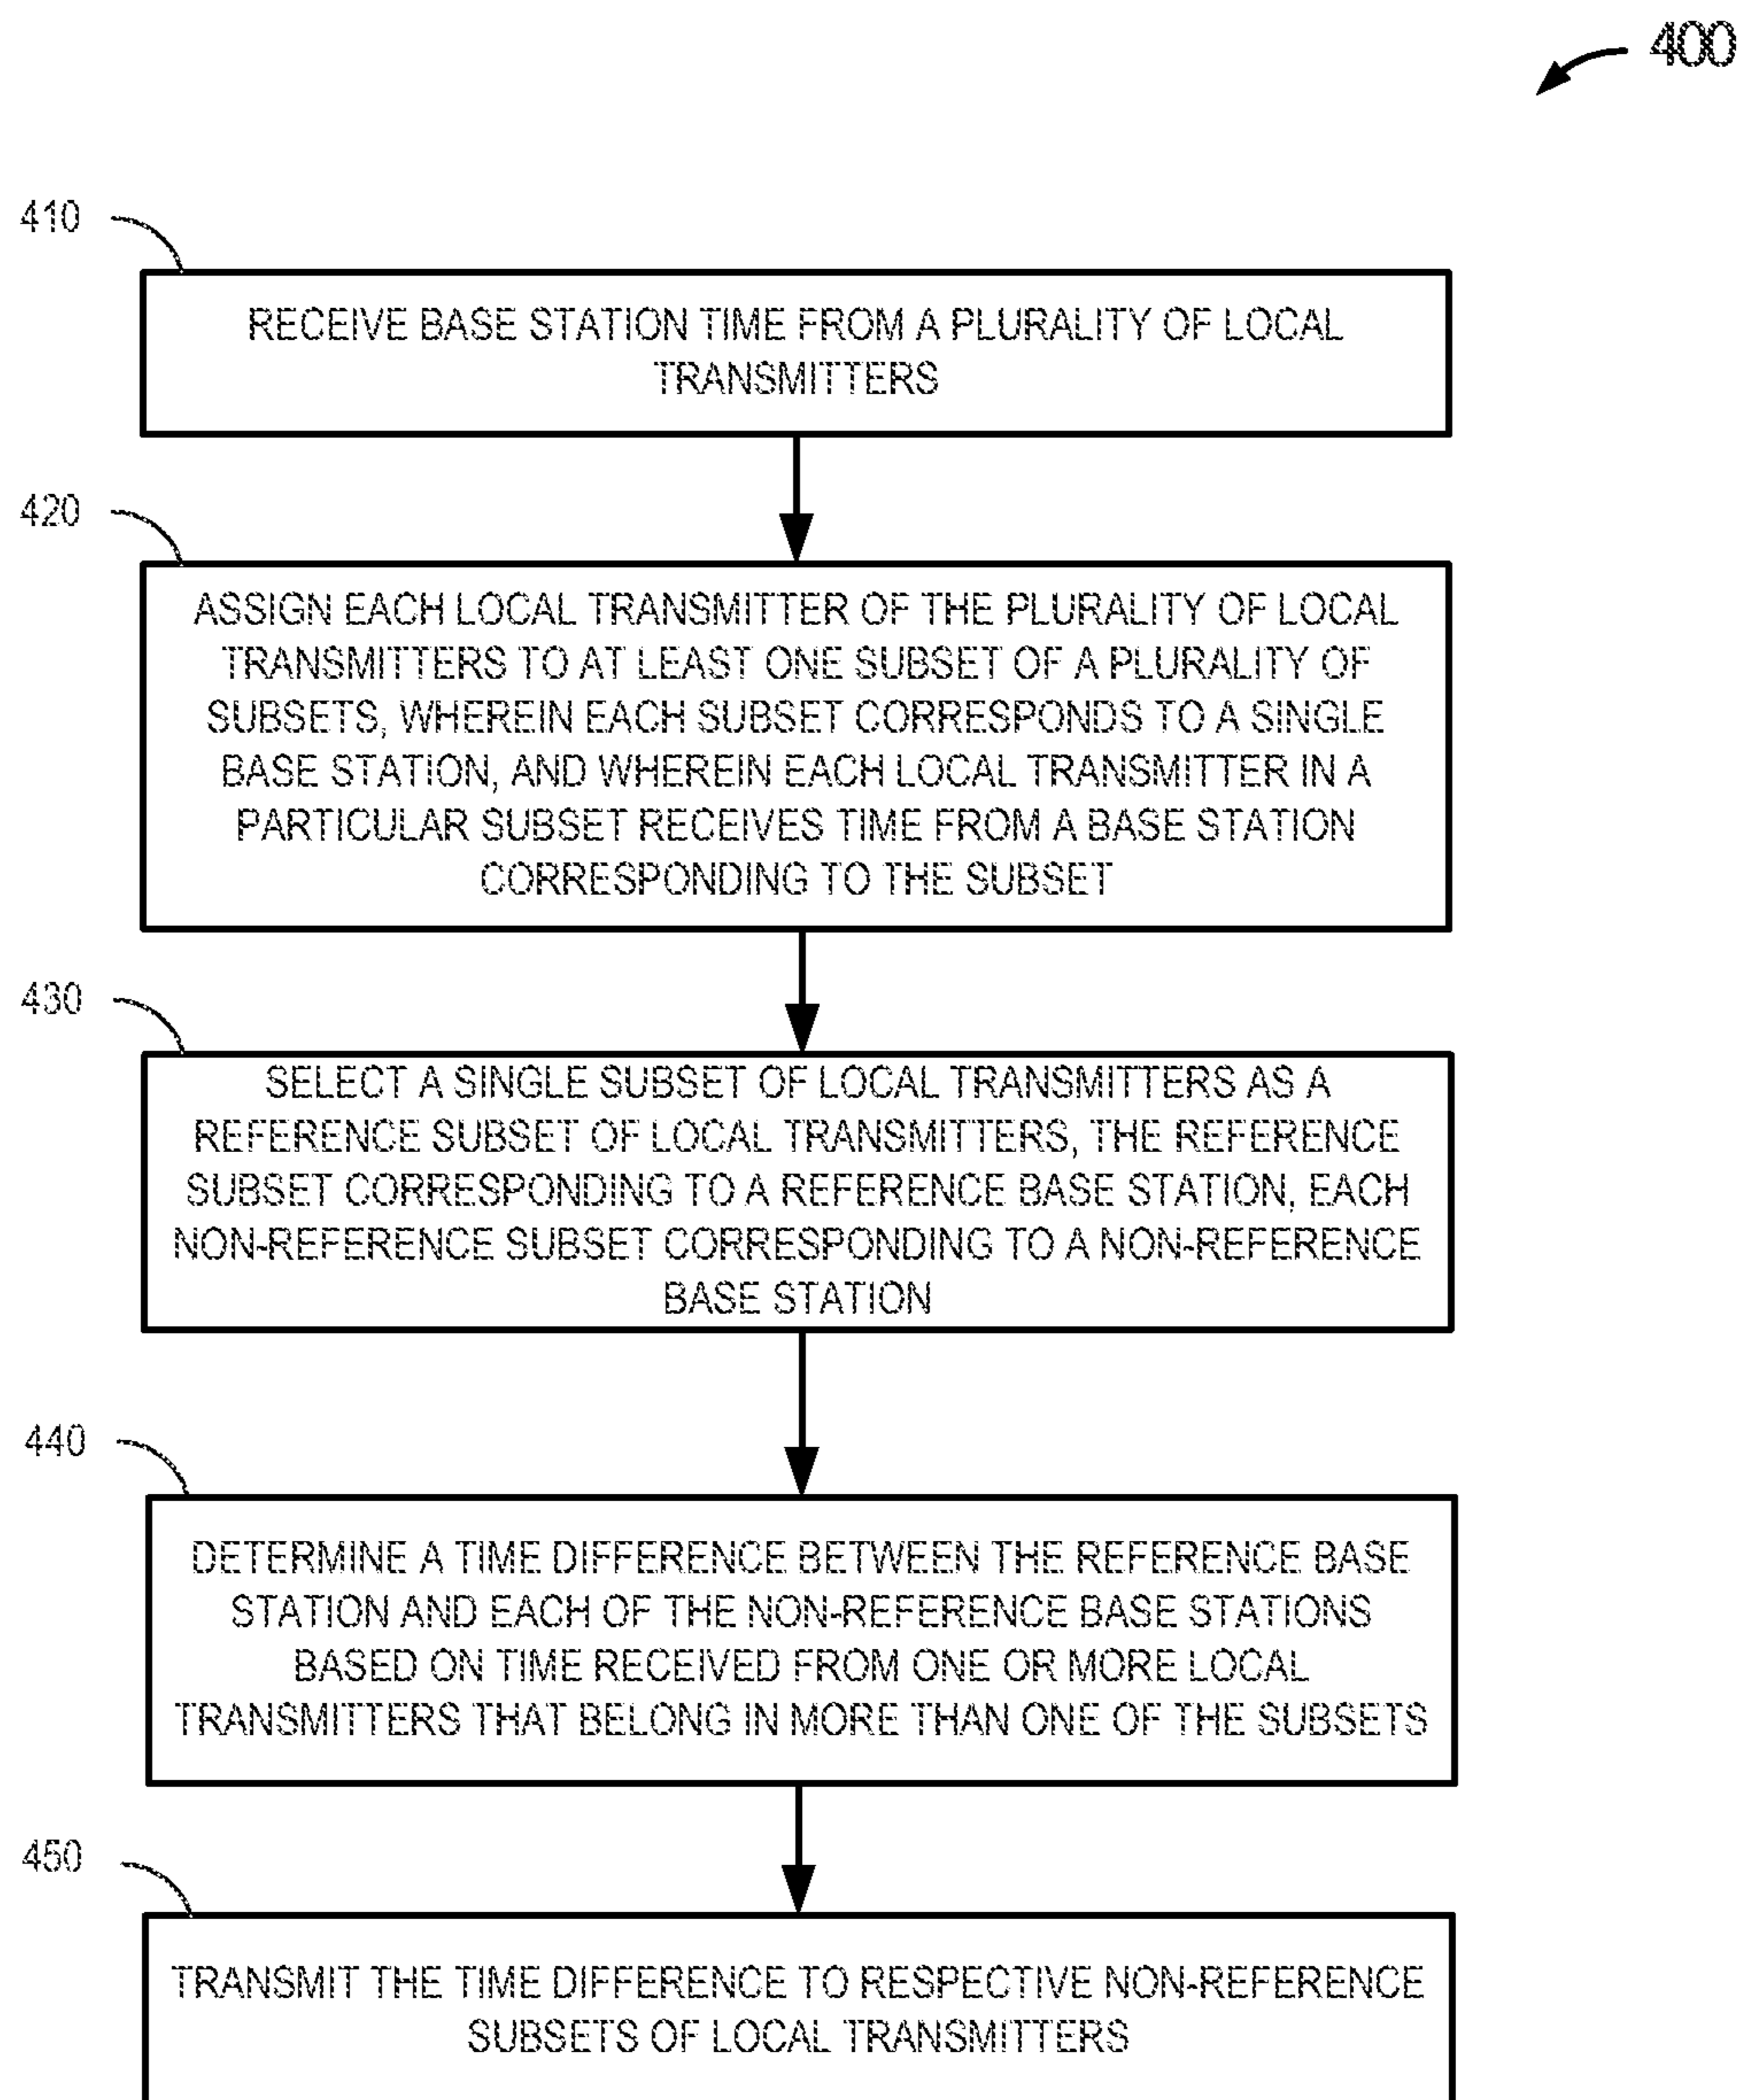 400
410
RECEIVE BASE STATION TIME FROM A PLURALITY OF LOCAL
TRANSMITTERS
420
ASSIGN EACH LOCAL TRANSMITTER OF THE PLURALITY OF LOCAL
TRANSMITTERS TO AT LEAST ONE SUBSET OF A PLURALITY OF
SUBSETS, WHEREIN EACH SUBSET CORRESPONDS TO A SINGLE
BASE STATION, AND WHEREIN EACH LOCAL TRANSMITTER IN A
PARTICULAR SUBSET RECEIVES TIME FROM A BASE STATION
CORRESPONDING TO THE SUBSET
430
SELECT A SINGLE SUBSET OF LOCAL TRANSMITTERS AS A
REFERENCE SUBSET OF LOCAL TRANSMITTERS, THE REFERENCE
SUBSET CORRESPONDING TO A REFERENCE BASE STATION, EACH
NON-REFERENCE SUBSET CORRESPONDING TO A NON-REFERENCE
BASE STATION
440
DETERMINE A TIME DIFFERENCE BETWEEN THE REFERENCE BASE
STATION AND EACH OF THE NON-REFERENCE BASE STATIONS
BASED ON TIME RECEIVED FROM ONE OR MORE LOCAL
TRANSMITTERS THAT BELONG IN MORE THAN ONE OF THE SUBSETS
450
TRANSMIT THE TIME DIFFERENCE TO RESPECTIVE NON-REFERENCE
SUBSETS OF LOCAL TRANSMITTERS